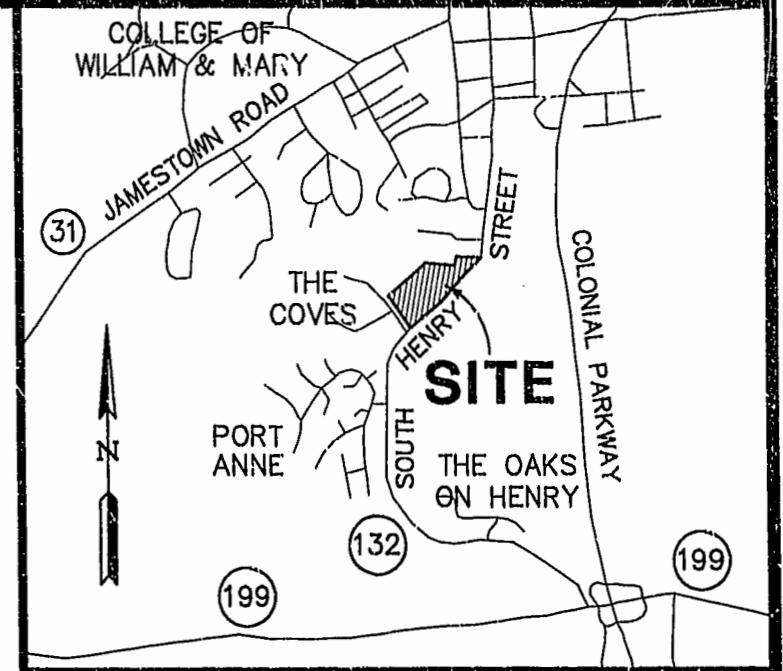 COLLEGE OF
WILLIAM & MARY
JAMESTOWN ROAD
31
STREET
THE
COVES
HENRY
COLONIAL PARKWAY
SITE
N
PORT
ANNE
SOUTH
THE OAKS
ON HENRY
132
199
199